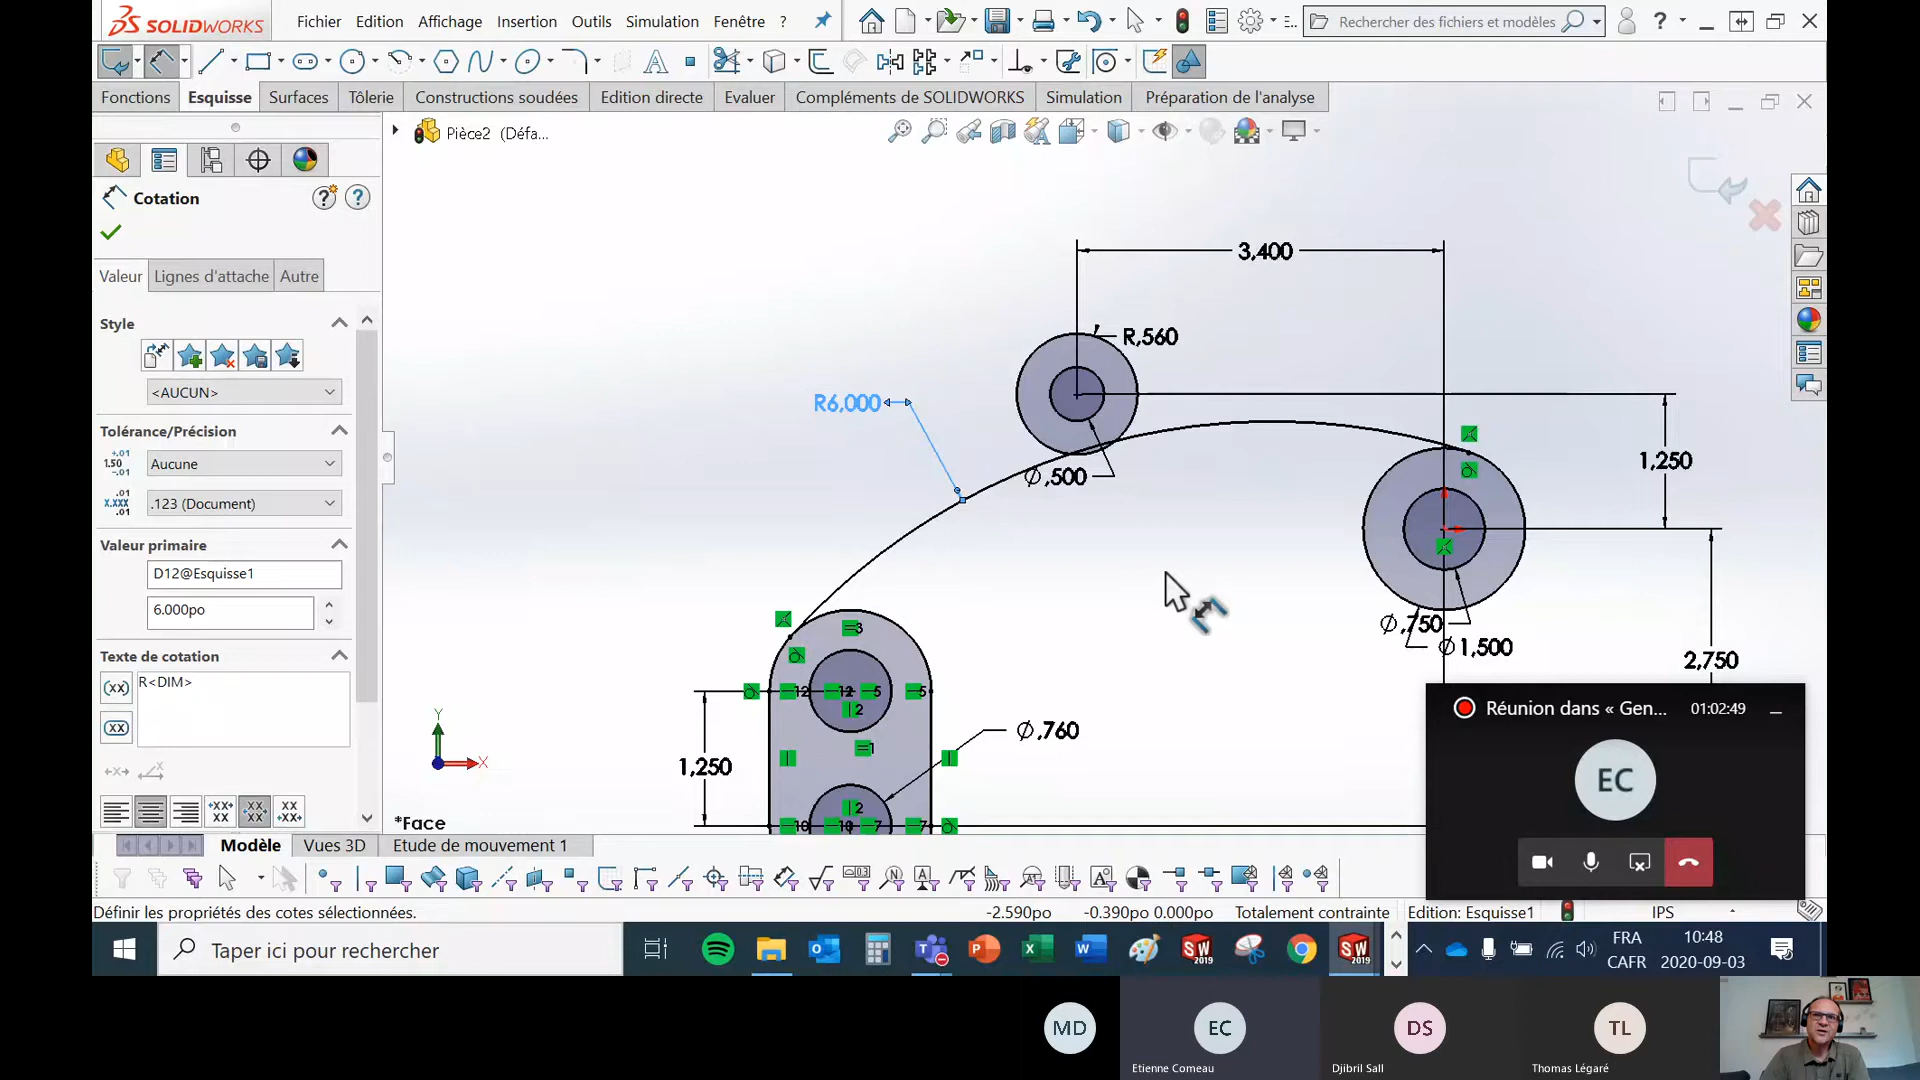 SOLIDWORKS Fichier Edition Affichage Insertion Outils Simulation Fenêtre ? Rechercher des fichiers et modèles ?
Fonctions Esquisse Surfaces Tôlerie Constructions soudées Edition directe Evaluer Compléments de SOLIDWORKS Simulation Préparation de l'analyse
Pièce2 (Défa...
Cotation
Valeur Lignes d'attache Autre
Style
<AUCUN>
Tolérance/Précision
Aucune
.123 (Document)
Valeur primaire
D12@Esquisse1
6.000po
Texte de cotation
R<DIM>
3,400
R,560
R6,000
Ø,500
1,250
Ø,750
Ø1,500
2,750
Ø,760
1,250
Y
X
*Face
Réunion dans « Gen... 01:02:49
EC
Modèle Vues 3D Etude de mouvement 1
Définir les propriétés des cotes sélectionnées. -2.590po -0.390po 0.000po Totalement contrainte Edition: Esquisse1 IPS
Taper ici pour rechercher
FRA
CAFR
10:48
2020-09-03
MD
EC
Etienne Comeau
DS
Djibril Sall
TL
Thomas Légaré